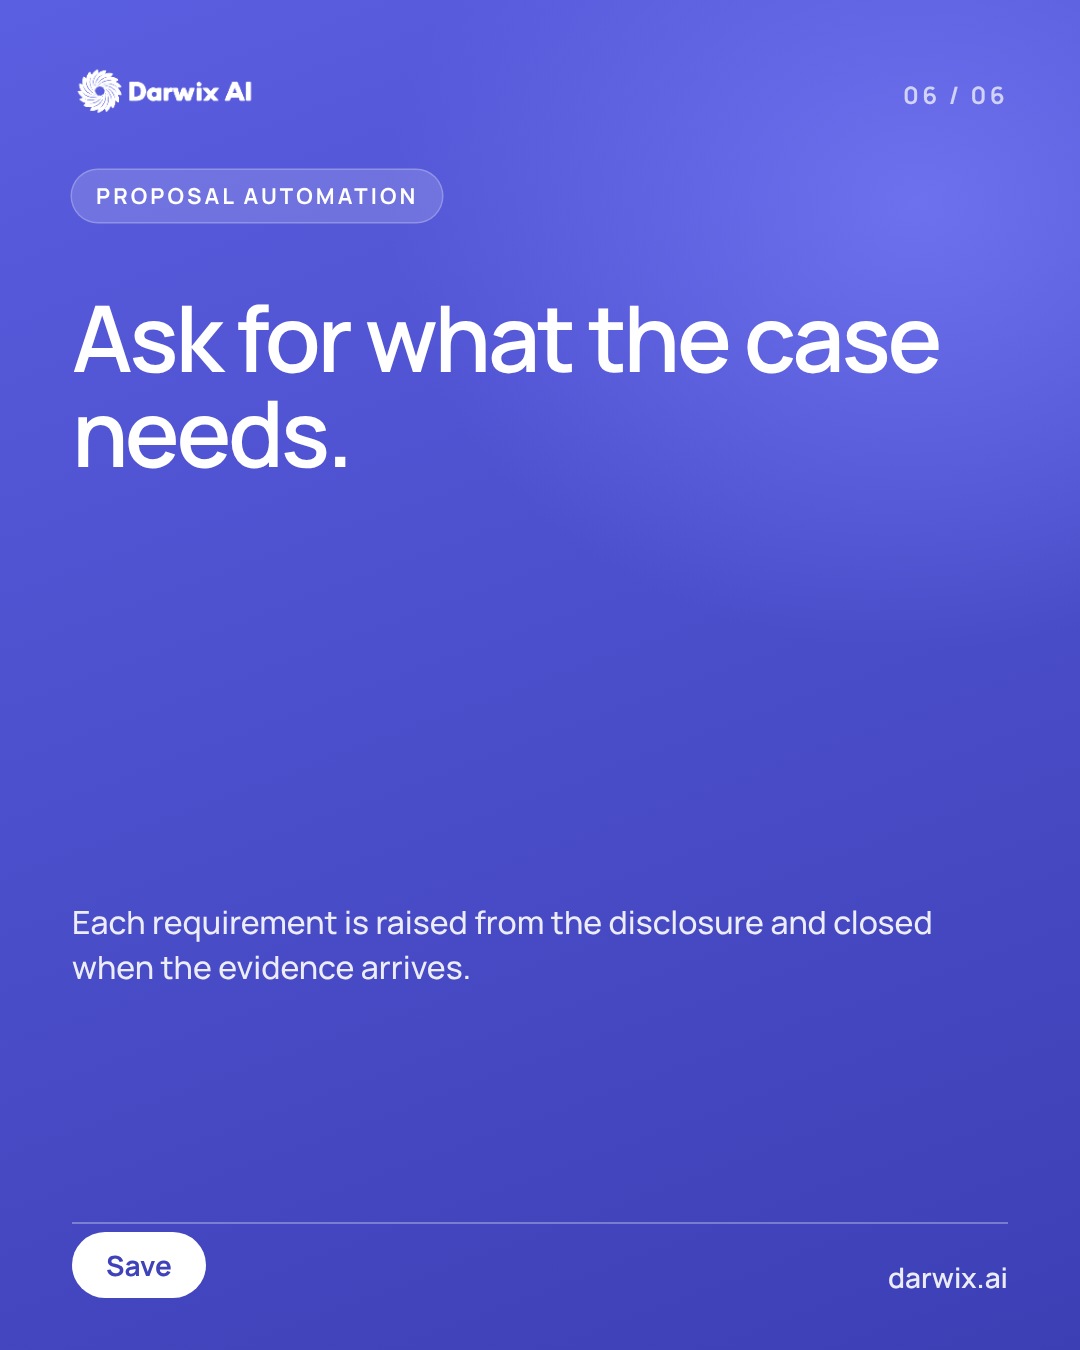 Darwix AI
06 / 06
PROPOSAL AUTOMATION
Ask for what the case
needs.
Each requirement is raised from the disclosure and closed
when the evidence arrives.
Save
darwix.ai